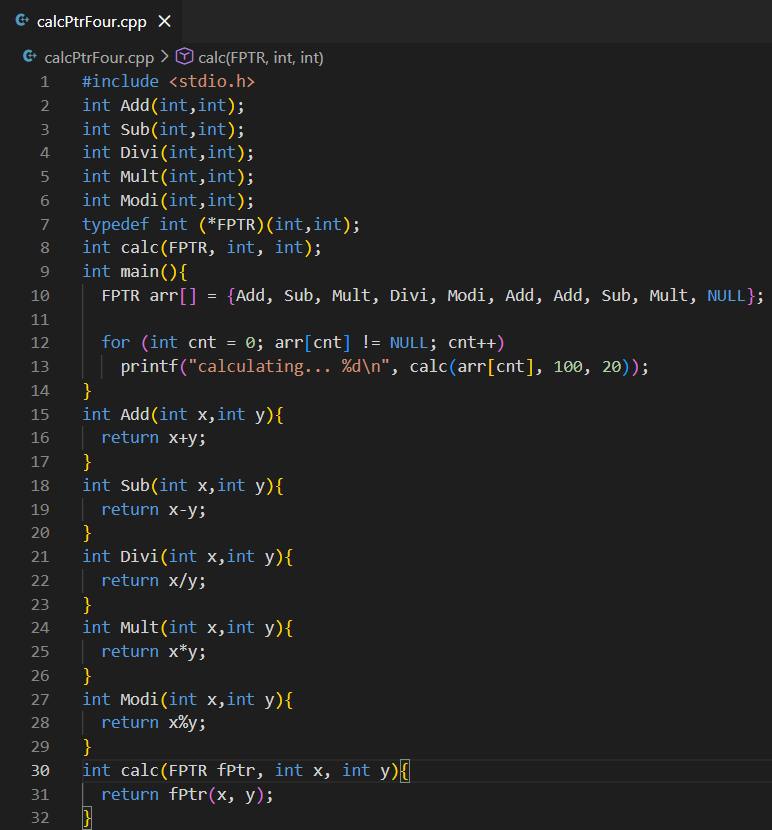 calcPtrFour.cpp
calcPtrFour.cpp > calc(FPTR, int, int)
1 #include <stdio.h>
2 int Add(int,int);
3 int Sub(int,int);
4 int Divi(int,int);
5 int Mult(int,int);
6 int Modi(int,int);
7 typedef int (*FPTR)(int,int);
8 int calc(FPTR, int, int);
9 int main(){
10   FPTR arr[] = {Add, Sub, Mult, Divi, Modi, Add, Add, Sub, Mult, NULL};
11
12   for (int cnt = 0; arr[cnt] != NULL; cnt++)
13     printf("calculating... %d\n", calc(arr[cnt], 100, 20));
14 }
15 int Add(int x,int y){
16   return x+y;
17 }
18 int Sub(int x,int y){
19   return x-y;
20 }
21 int Divi(int x,int y){
22   return x/y;
23 }
24 int Mult(int x,int y){
25   return x*y;
26 }
27 int Modi(int x,int y){
28   return x%y;
29 }
30 int calc(FPTR fPtr, int x, int y){
31   return fPtr(x, y);
32 }